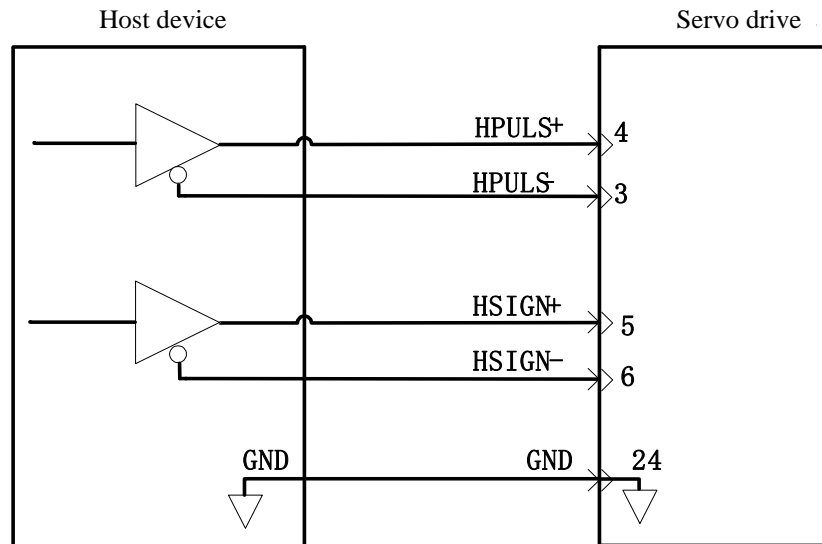 Host device
Servo drive
HPULS+
4
HPULS-
3
HSIGN+
5
HSIGN-
6
GND
GND
24